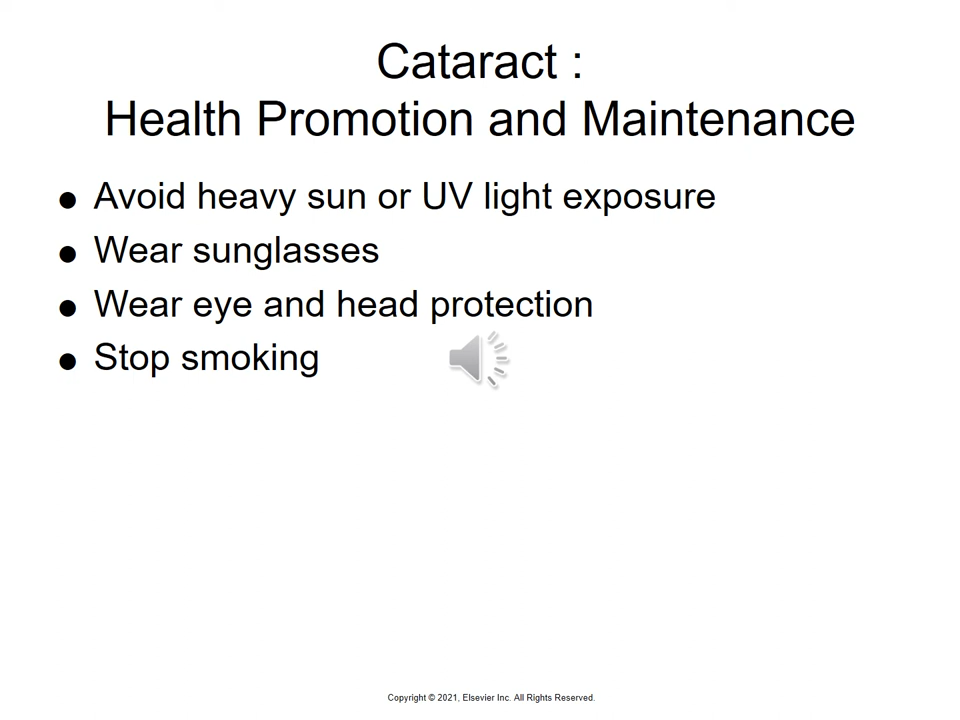 Cataract :
Health Promotion and Maintenance
● Avoid heavy sun or UV light exposure
● Wear sunglasses
● Wear eye and head protection
● Stop smoking
Copyright © 2021, Elsevier Inc. All Rights Reserved.